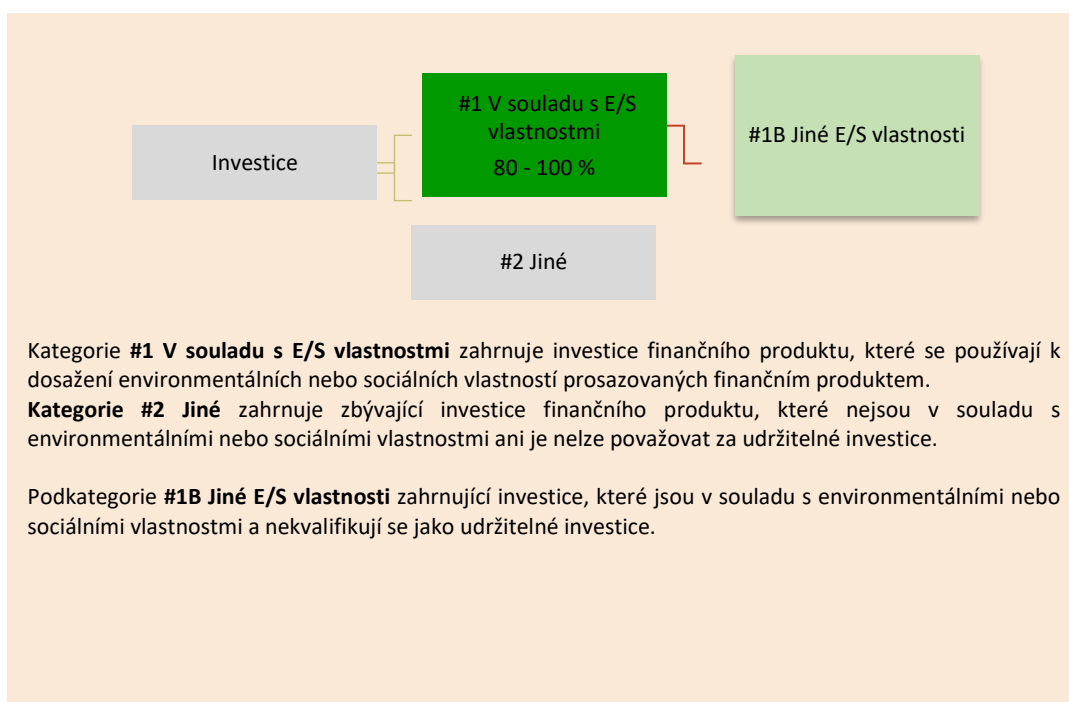 Investice
#1 V souladu s E/S
vlastnostmi
80 - 100 %
#1B Jiné E/S vlastnosti
#2 Jiné
Kategorie #1 V souladu s E/S vlastnostmi zahrnuje investice finančního produktu, které se používají k
dosažení environmentálních nebo sociálních vlastností prosazovaných finančním produktem.
Kategorie #2 Jiné zahrnuje zbývající investice finančního produktu, které nejsou v souladu s
environmentálními nebo sociálními vlastnostmi ani je nelze považovat za udržitelné investice.
Podkategorie #1B Jiné E/S vlastnosti zahrnující investice, které jsou v souladu s environmentálními nebo
sociálními vlastnostmi a nekvalifikují se jako udržitelné investice.